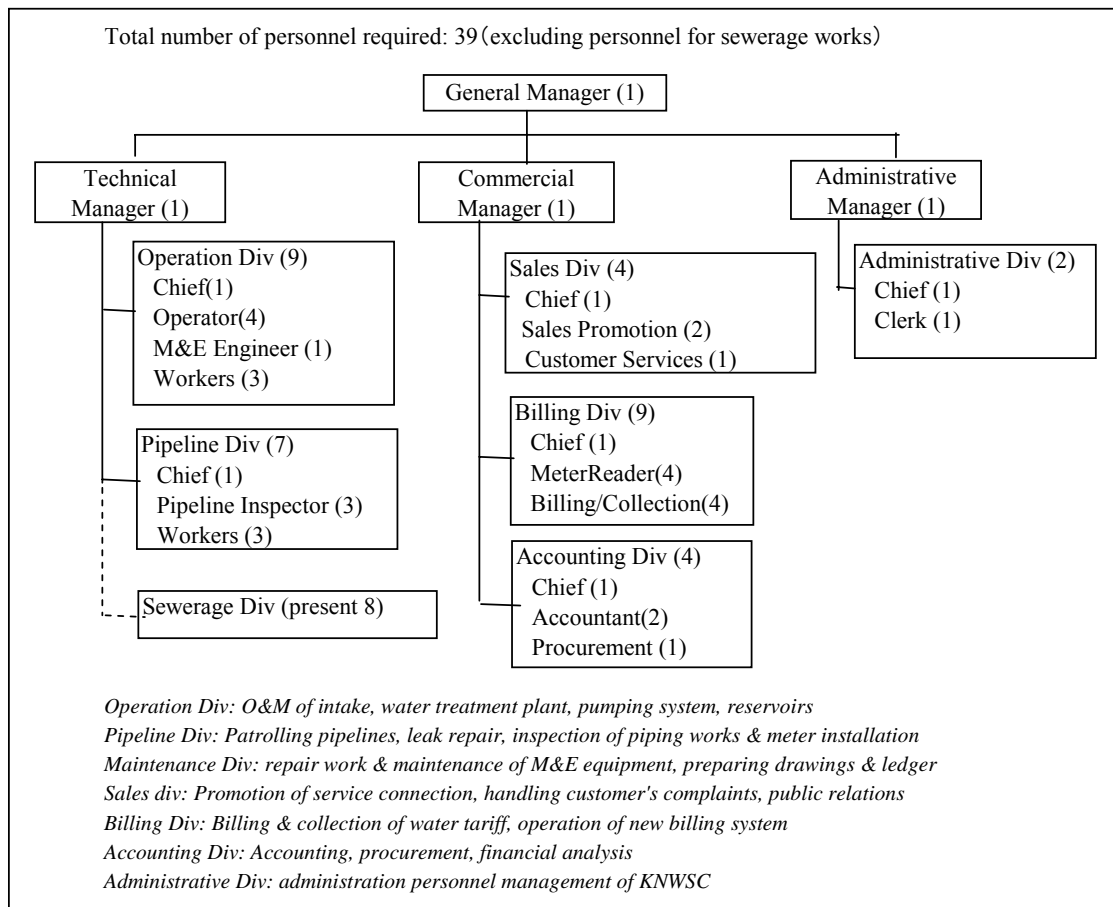 Total number of personnel required: 39（excluding personnel for sewerage works）
General Manager (1)
Technical
Manager (1)
Operation Div (9)
Chief(1)
Operator(4)
M&E Engineer (1)
Workers (3)
Pipeline Div (7)
Chief (1)
Pipeline Inspector (3)
Workers (3)
Sewerage Div (present 8)
Commercial
Manager (1)
Sales Div (4)
Chief (1)
Sales Promotion (2)
Customer Services (1)
Billing Div (9)
Chief (1)
MeterReader(4)
Billing/Collection(4)
Accounting Div (4)
Chief (1)
Accountant(2)
Procurement (1)
Administrative
Manager (1)
Administrative Div (2)
Chief (1)
Clerk (1)
Operation Div: O&M of intake, water treatment plant, pumping system, reservoirs
Pipeline Div: Patrolling pipelines, leak repair, inspection of piping works & meter installation
Maintenance Div: repair work & maintenance of M&E equipment, preparing drawings & ledger
Sales div: Promotion of service connection, handling customer's complaints, public relations
Billing Div: Billing & collection of water tariff, operation of new billing system
Accounting Div: Accounting, procurement, financial analysis
Administrative Div: administration personnel management of KNWSC